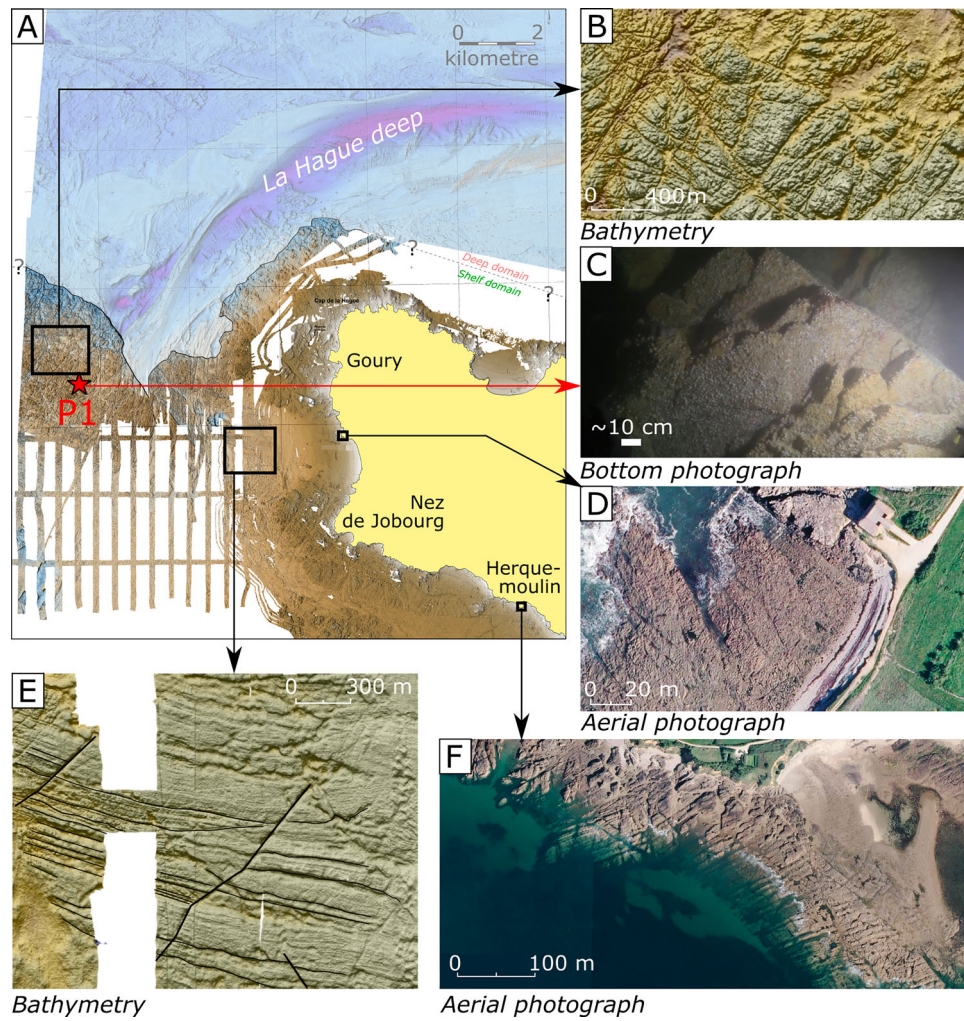 A
0 2
kilometre
La Hague deep
?
?
Deep domain
Shelf domain
?
Cap de la Hague
Goury
P1
Nez
de Jobourg
Herque-
moulin
B
0 400 m
Bathymetry
C
~10 cm
Bottom photograph
D
0 20 m
Aerial photograph
E
0 300 m
Bathymetry
F
0 100 m
Aerial photograph